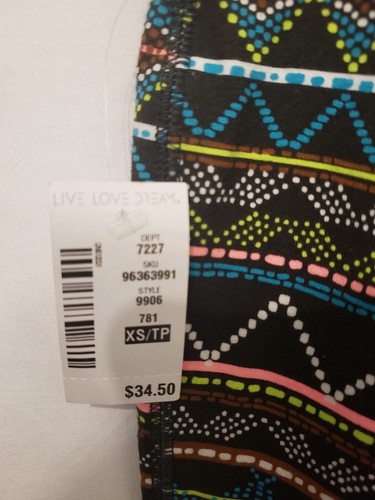 LIVE LOVE DREAM
DEPT
7227
SKU
96363991
STYLE
9906
781
XS/TP
$34.50